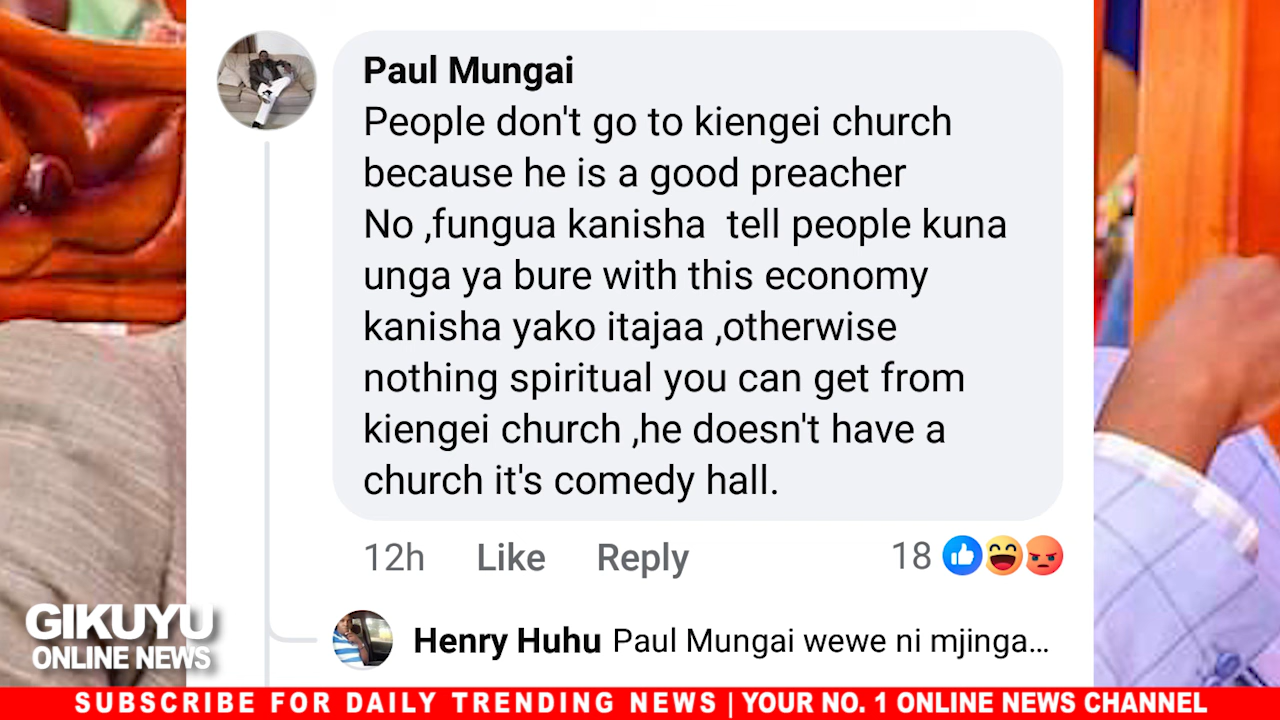 Paul Mungai
People don't go to kiengei church
because he is a good preacher
No ,fungua kanisha  tell people kuna
unga ya bure with this economy
kanisha yako itajaa ,otherwise
nothing spiritual you can get from
kiengei church ,he doesn't have a
church it's comedy hall.
12h Like Reply 18
Henry Huhu Paul Mungai wewe ni mjinga...
GIKUYU
ONLINE NEWS
SUBSCRIBE FOR DAILY TRENDING NEWS | YOUR NO. 1 ONLINE NEWS CHANNEL